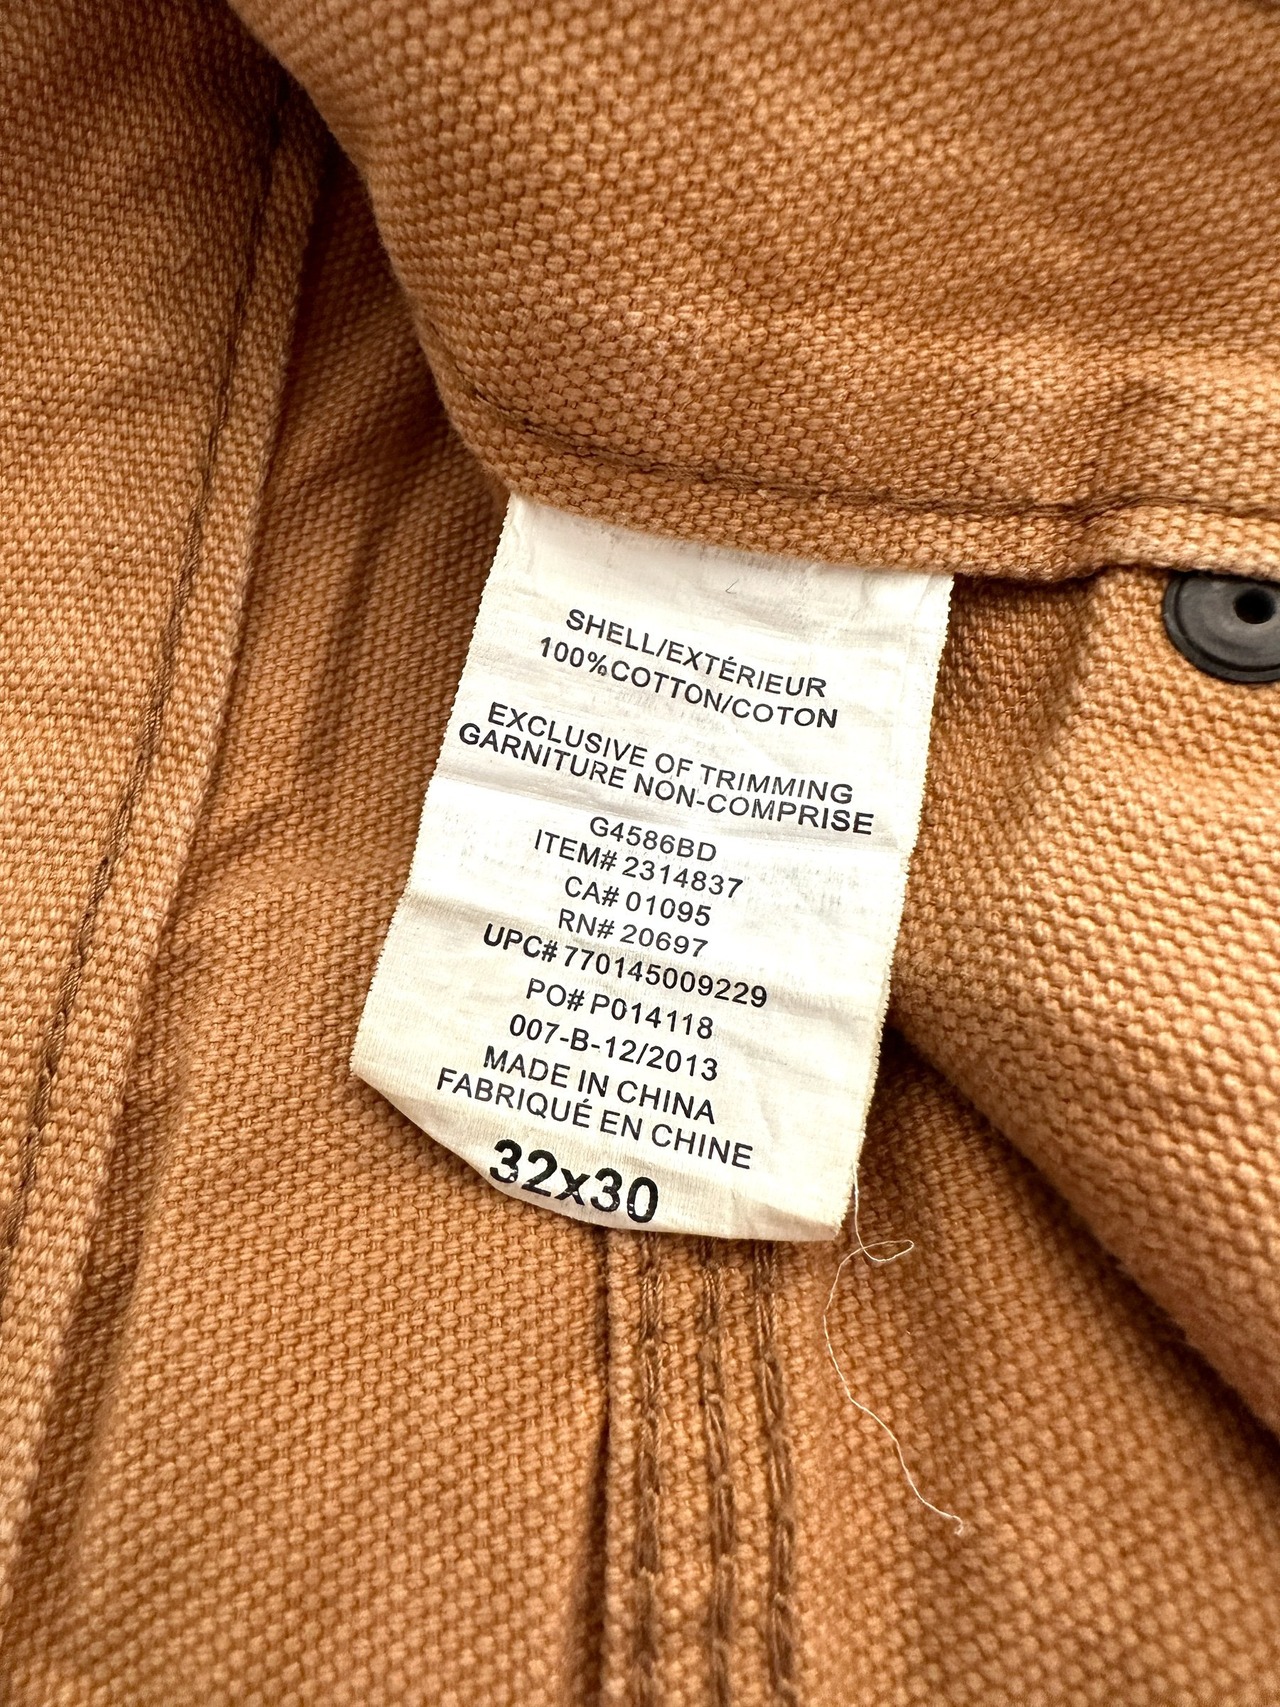 SHELL/EXTÉRIEUR
100%COTTON/COTON
EXCLUSIVE OF TRIMMING
GARNITURE NON-COMPRISE
G4586BD
ITEM# 2314837
CA# 01095
RN# 20697
UPC# 770145009229
PO# P014118
007-B-12/2013
MADE IN CHINA
FABRIQUÉ EN CHINE
32x30